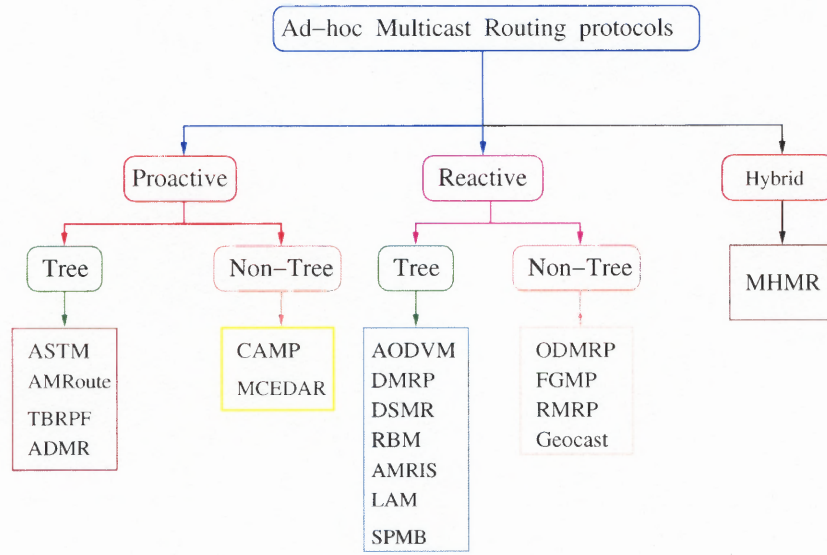 Ad-hoc Multicast Routing protocols
Proactive
Reactive
Hybrid
Tree
Non-Tree
Tree
Non-Tree
MHMR
ASTM
AMRoute
TBRPF
ADMR
CAMP
MCEDAR
AODVM
DMRP
DSMR
RBM
AMRIS
LAM
SPMB
ODMRP
FGMP
RMRP
Geocast